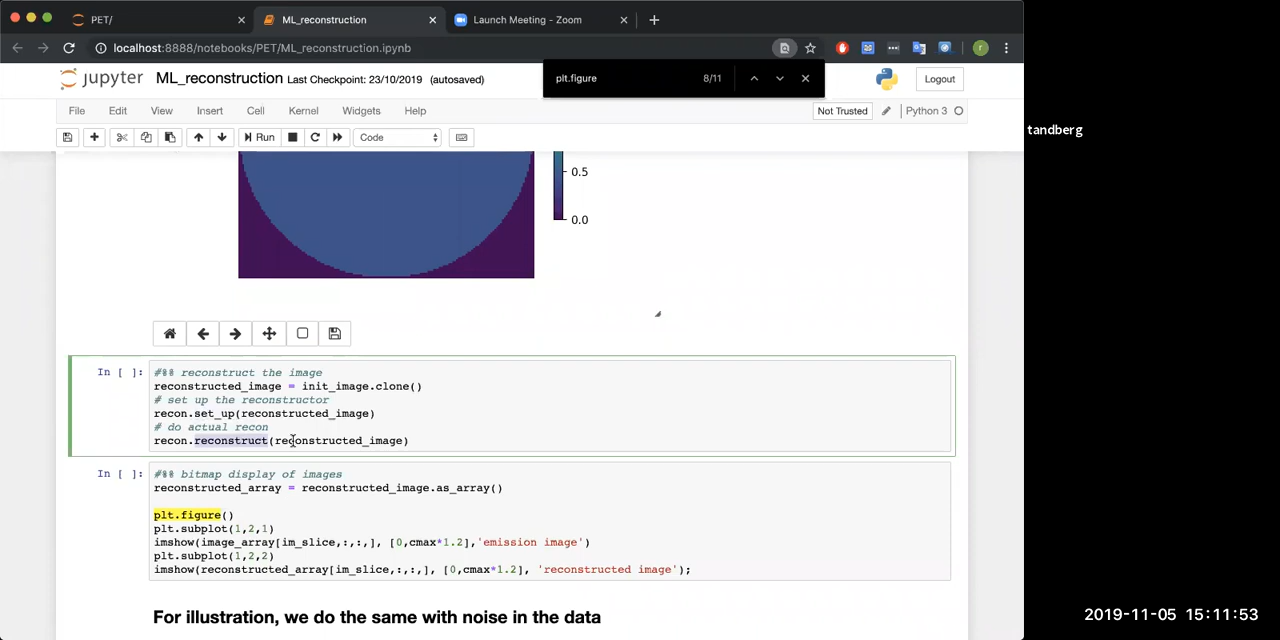 PET/
ML_reconstruction
Launch Meeting - Zoom
localhost:8888/notebooks/PET/ML_reconstruction.ipynb
r
plt.figure 8/11
jupyter ML_reconstruction Last Checkpoint: 23/10/2019 (autosaved)
Logout
File Edit View Insert Cell Kernel Widgets Help
Not Trusted
Python 3
Run
Code
tandberg
0.5
0.0
In [ ]:
#%% reconstruct the image
reconstructed_image = init_image.clone()
# set up the reconstructor
recon.set_up(reconstructed_image)
# do actual recon
recon.reconstruct(reconstructed_image)
In [ ]:
#%% bitmap display of images
reconstructed_array = reconstructed_image.as_array()
plt.figure()
plt.subplot(1,2,1)
imshow(image_array[im_slice,:,:,], [0,cmax*1.2],'emission image')
plt.subplot(1,2,2)
imshow(reconstructed_array[im_slice,:,:,], [0,cmax*1.2], 'reconstructed image');
For illustration, we do the same with noise in the data
2019-11-05 15:11:53